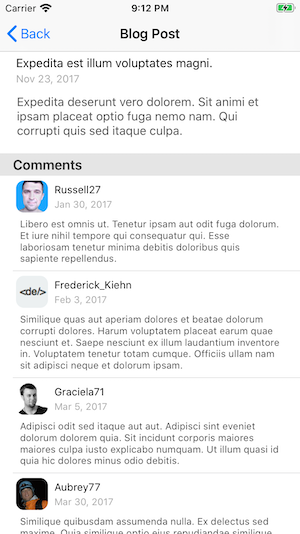 Carrier 9:12 PM
Back Blog Post
Expedita est illum voluptates magni.
Nov 23, 2017
Expedita deserunt vero dolorem. Sit animi et
ipsam placeat optio fuga nemo nam. Qui
corrupti quis sed itaque culpa.
Comments
Russell27
Jan 30, 2017
Libero est omnis ut. Tenetur ipsam aut odit fuga dolorum.
Et iure nihil tempore qui consequatur qui. Esse
laboriosam tenetur minima debitis doloribus quis
sapiente repellendus.
<de/>
Frederick_Kiehn
Feb 3, 2017
Similique quas aut aperiam dolores et beatae dolorum
corrupti dolores. Harum voluptatem placeat earum quae
nesciunt et. Saepe nesciunt ex illum laudantium inventore
in. Voluptatem tenetur totam cumque. Officiis ullam nam
sit adipisci neque et dolorum ipsam.
Graciela71
Mar 5, 2017
Adipisci odit sed itaque aut aut. Adipisci sint eveniet
dolorum dolorem quia. Sit incidunt corporis maiores
maiores culpa iusto explicabo numquam. Ut illum quasi id
quia hic dolores minus odio debitis.
Aubrey77
Mar 30, 2017
Similique quibusdam assumenda nulla. Ex delectus sed
maxime. Quia similique optio eius repudiandae similique